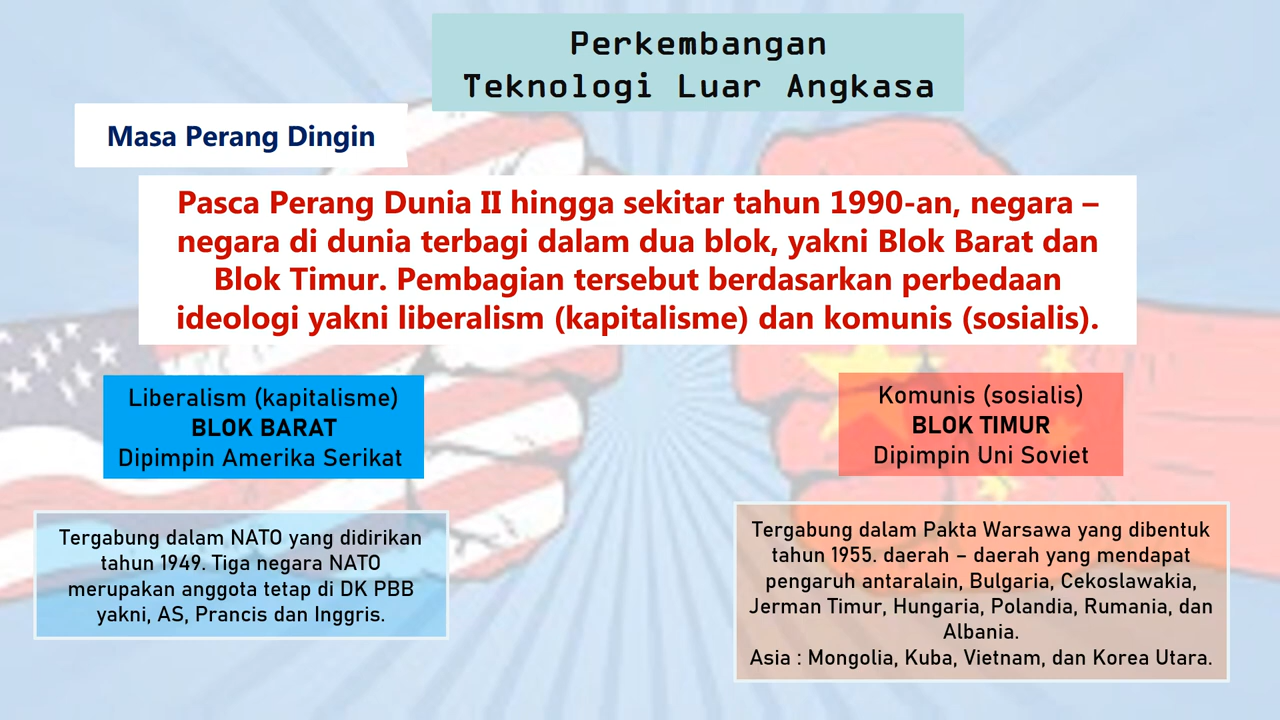 Perkembangan
Teknologi Luar Angkasa
Masa Perang Dingin
Pasca Perang Dunia II hingga sekitar tahun 1990-an, negara –
negara di dunia terbagi dalam dua blok, yakni Blok Barat dan
Blok Timur. Pembagian tersebut berdasarkan perbedaan
ideologi yakni liberalism (kapitalisme) dan komunis (sosialis).
Liberalism (kapitalisme)
BLOK BARAT
Dipimpin Amerika Serikat
Komunis (sosialis)
BLOK TIMUR
Dipimpin Uni Soviet
Tergabung dalam NATO yang didirikan
tahun 1949. Tiga negara NATO
merupakan anggota tetap di DK PBB
yakni, AS, Prancis dan Inggris.
Tergabung dalam Pakta Warsawa yang dibentuk
tahun 1955. daerah – daerah yang mendapat
pengaruh antaralain, Bulgaria, Cekoslawakia,
Jerman Timur, Hungaria, Polandia, Rumania, dan
Albania.
Asia : Mongolia, Kuba, Vietnam, dan Korea Utara.